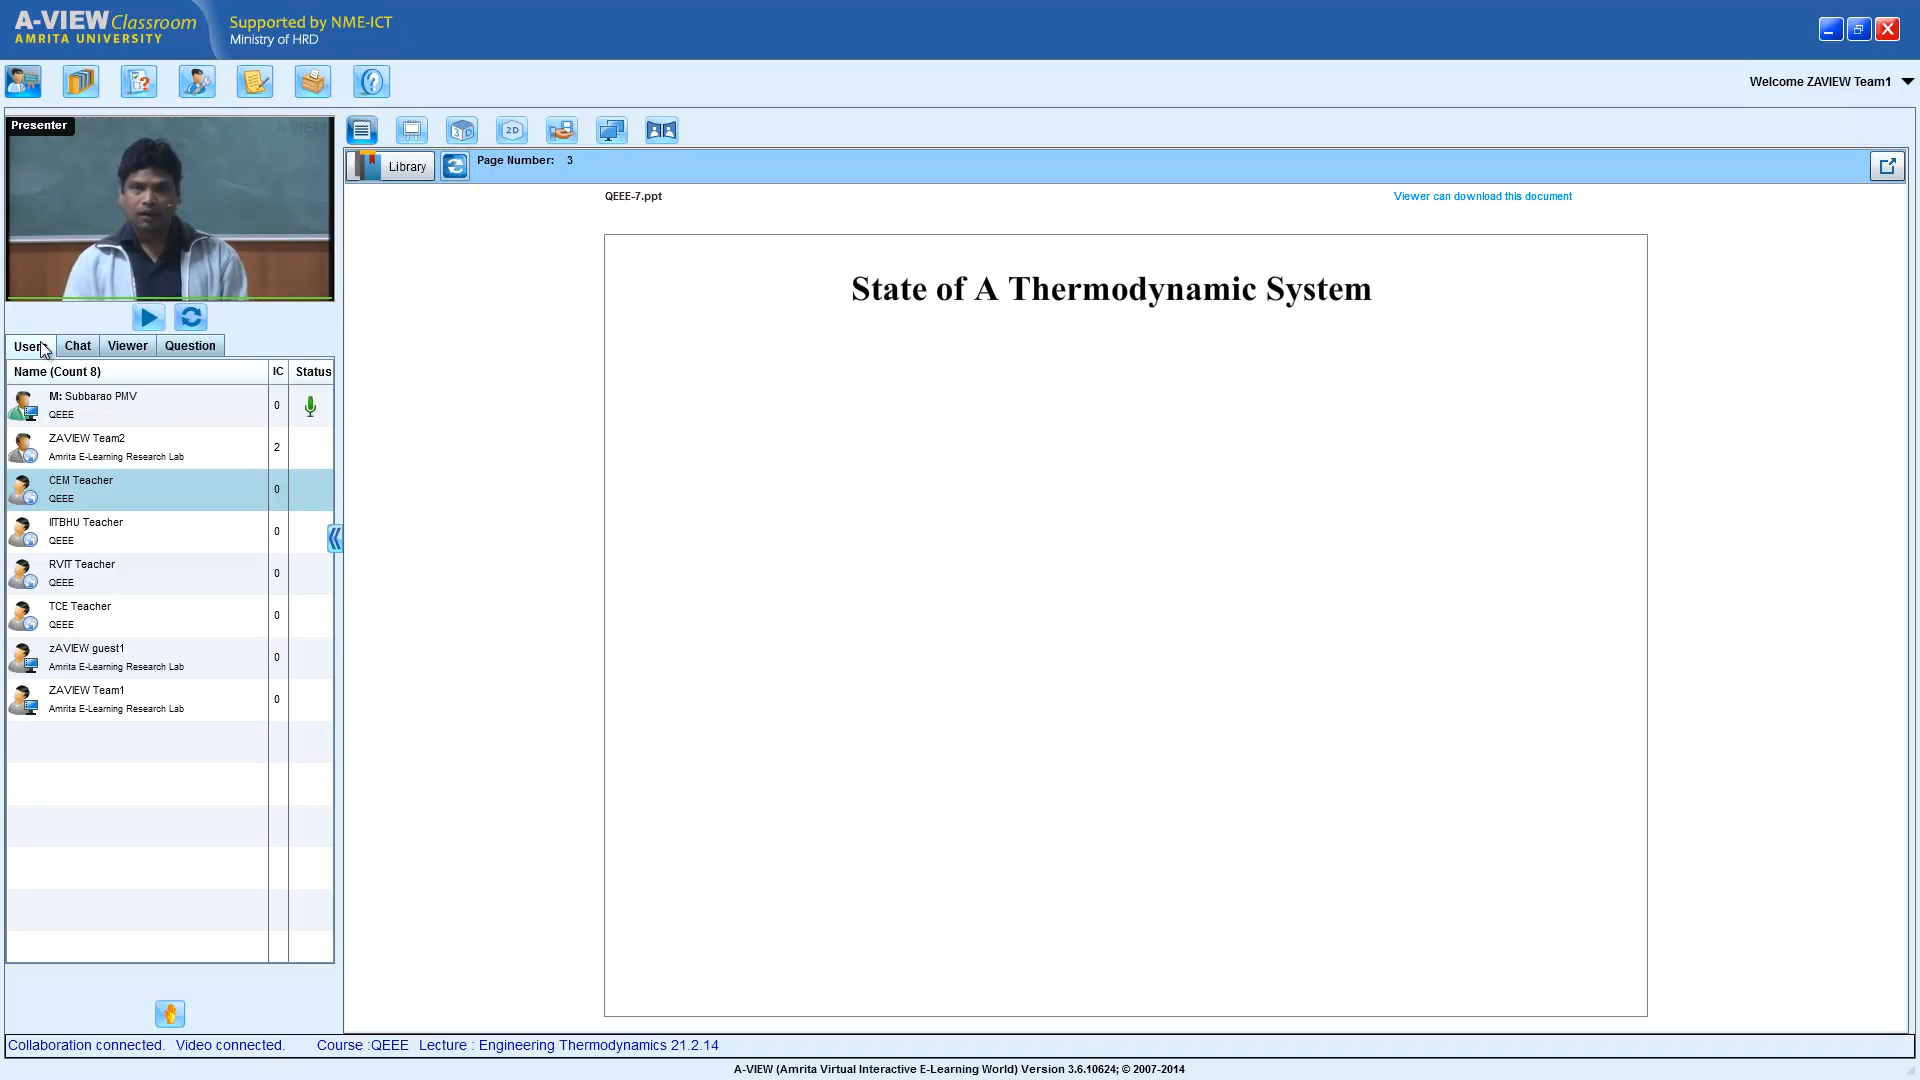 A-VIEW Classroom
AMRITA UNIVERSITY
Supported by NME-ICT
Ministry of HRD
Welcome ZAVIEW Team1
Presenter
Library
Page Number: 3
QEEE-7.ppt
Viewer can download this document
State of A Thermodynamic System
User Chat Viewer Question
Name (Count 8) IC Status
M: Subbarao PMV
QEEE
0
ZAVIEW Team2
Amrita E-Learning Research Lab
2
CEM Teacher
QEEE
0
IITBHU Teacher
QEEE
0
RVIT Teacher
QEEE
0
TCE Teacher
QEEE
0
zAVIEW guest1
Amrita E-Learning Research Lab
0
ZAVIEW Team1
Amrita E-Learning Research Lab
0
Collaboration connected. Video connected. Course :QEEE Lecture : Engineering Thermodynamics 21.2.14
A-VIEW (Amrita Virtual Interactive E-Learning World) Version 3.6.10624; © 2007-2014